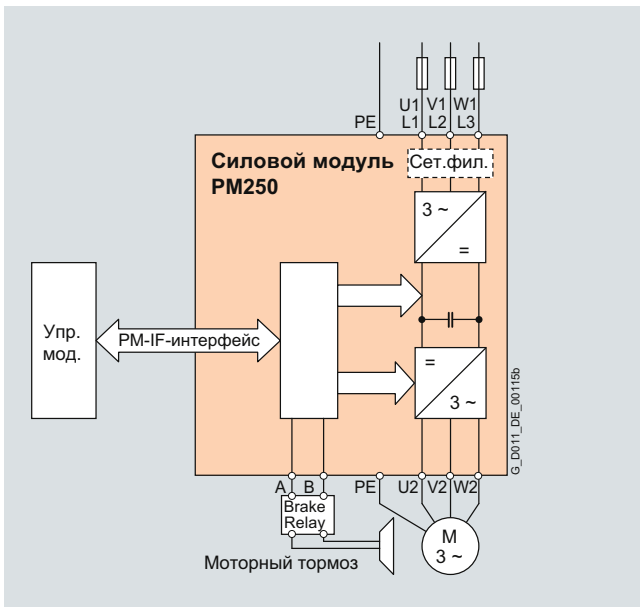 U1 V1 W1
PE L1 L2 L3
Силовой модуль
PM250
Сет.фил.
3 ~
=
Упр.
мод.
PM-IF-интерфейс
=
3 ~
G_D011_DE_00115b
A B PE U2 V2 W2
Brake
Relay
M
3 ~
Моторный тормоз